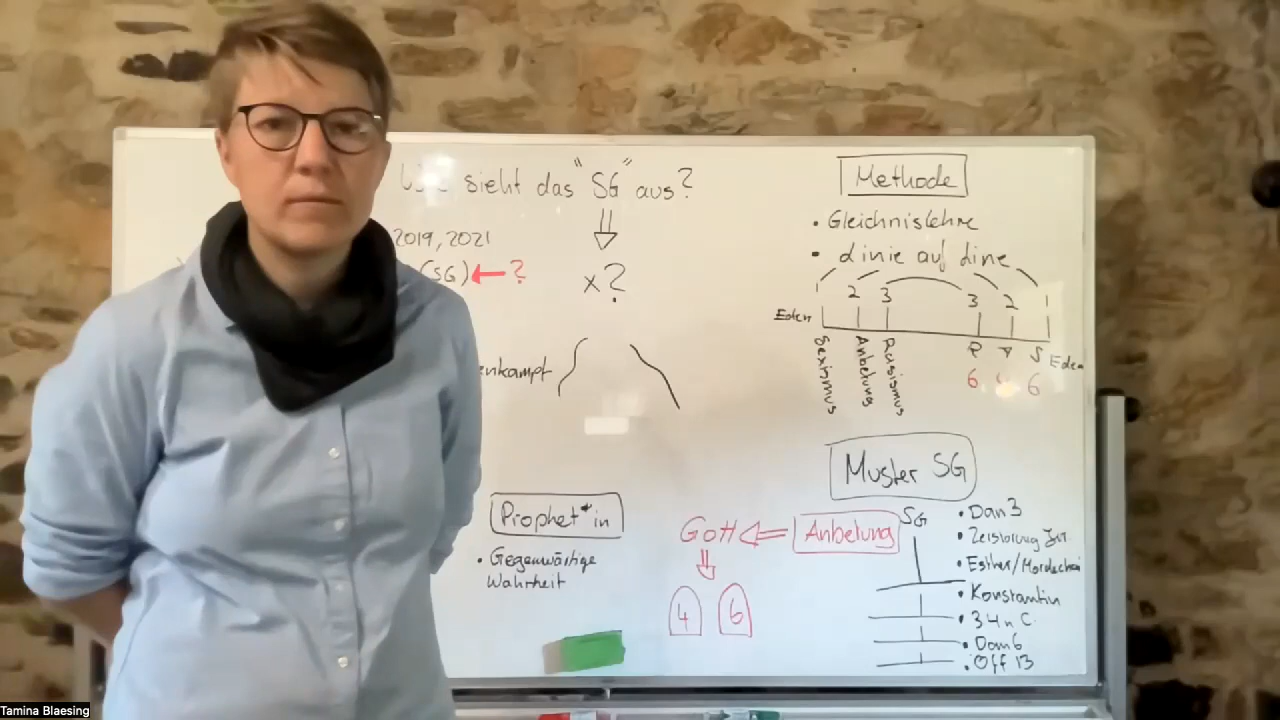 sieht das "SG" aus?
2019, 2021
(SG) ← ?
x?
enkampf
Prophet*in
• Gegenwärtige
Wahrheit
Gott
Anbetung
4 6
Methode
• Gleichnislehre
• Linie auf Linie
1 2 3 3 2 1
Eden
Sexismus
Anbetung
Rasismus
R A S Eden
6 6
Muster SG
SG
• Dan 3
• Zerstörung Jer.
• Esther/Mordechai
• Konstantin
• 34 n C.
• Dan 6
• Off 13
Tamina Blaesing